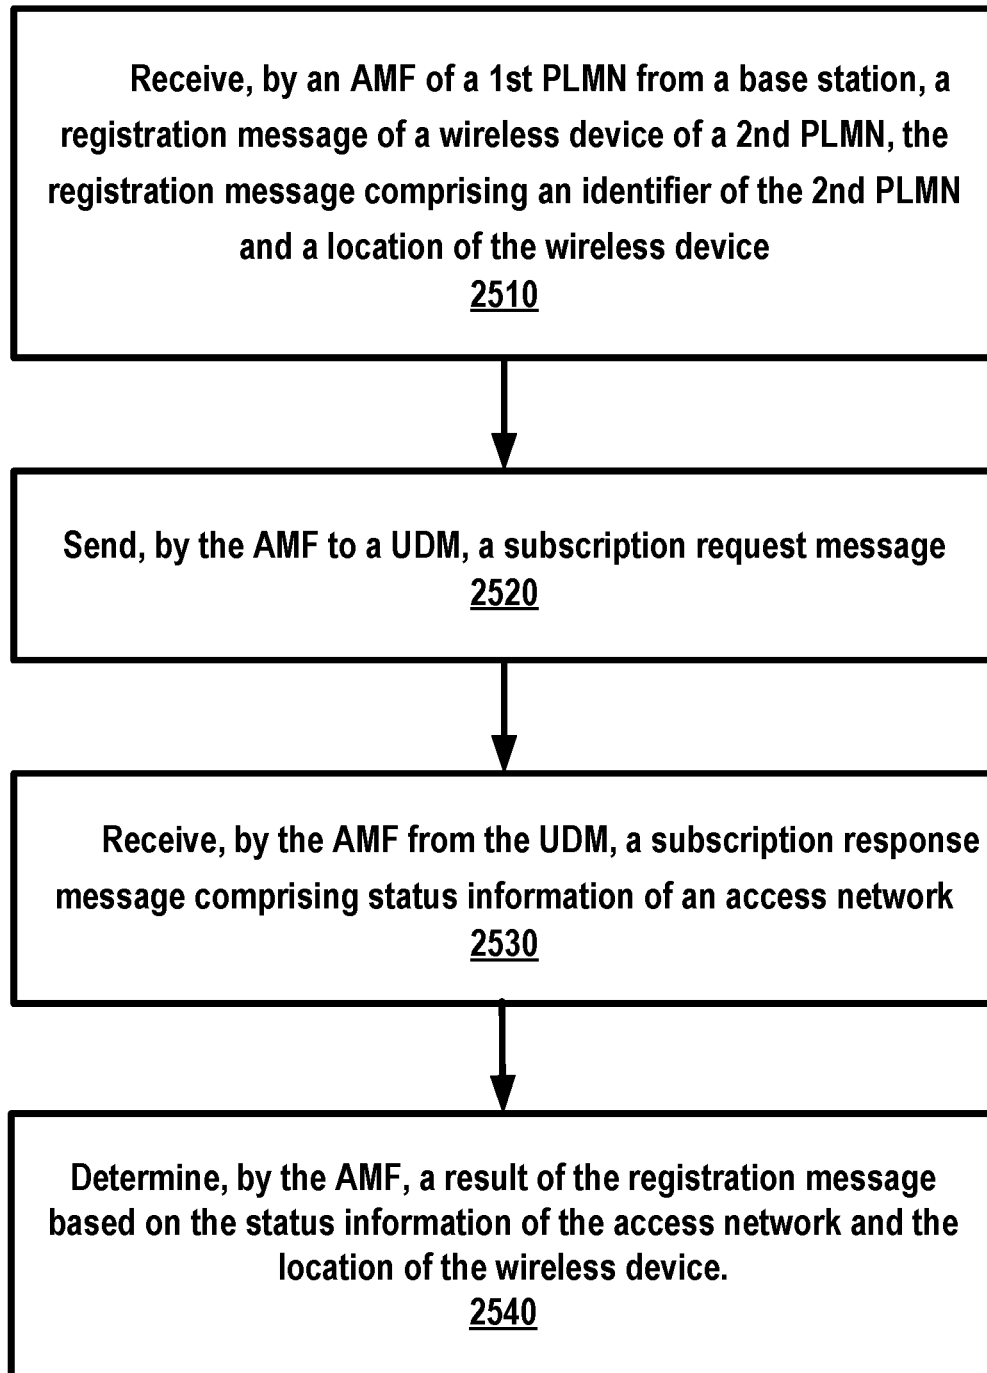 Receive, by an AMF of a 1st PLMN from a base station, a
registration message of a wireless device of a 2nd PLMN, the
registration message comprising an identifier of the 2nd PLMN
and a location of the wireless device
2510
Send, by the AMF to a UDM, a subscription request message
2520
Receive, by the AMF from the UDM, a subscription response
message comprising status information of an access network
2530
Determine, by the AMF, a result of the registration message
based on the status information of the access network and the
location of the wireless device.
2540